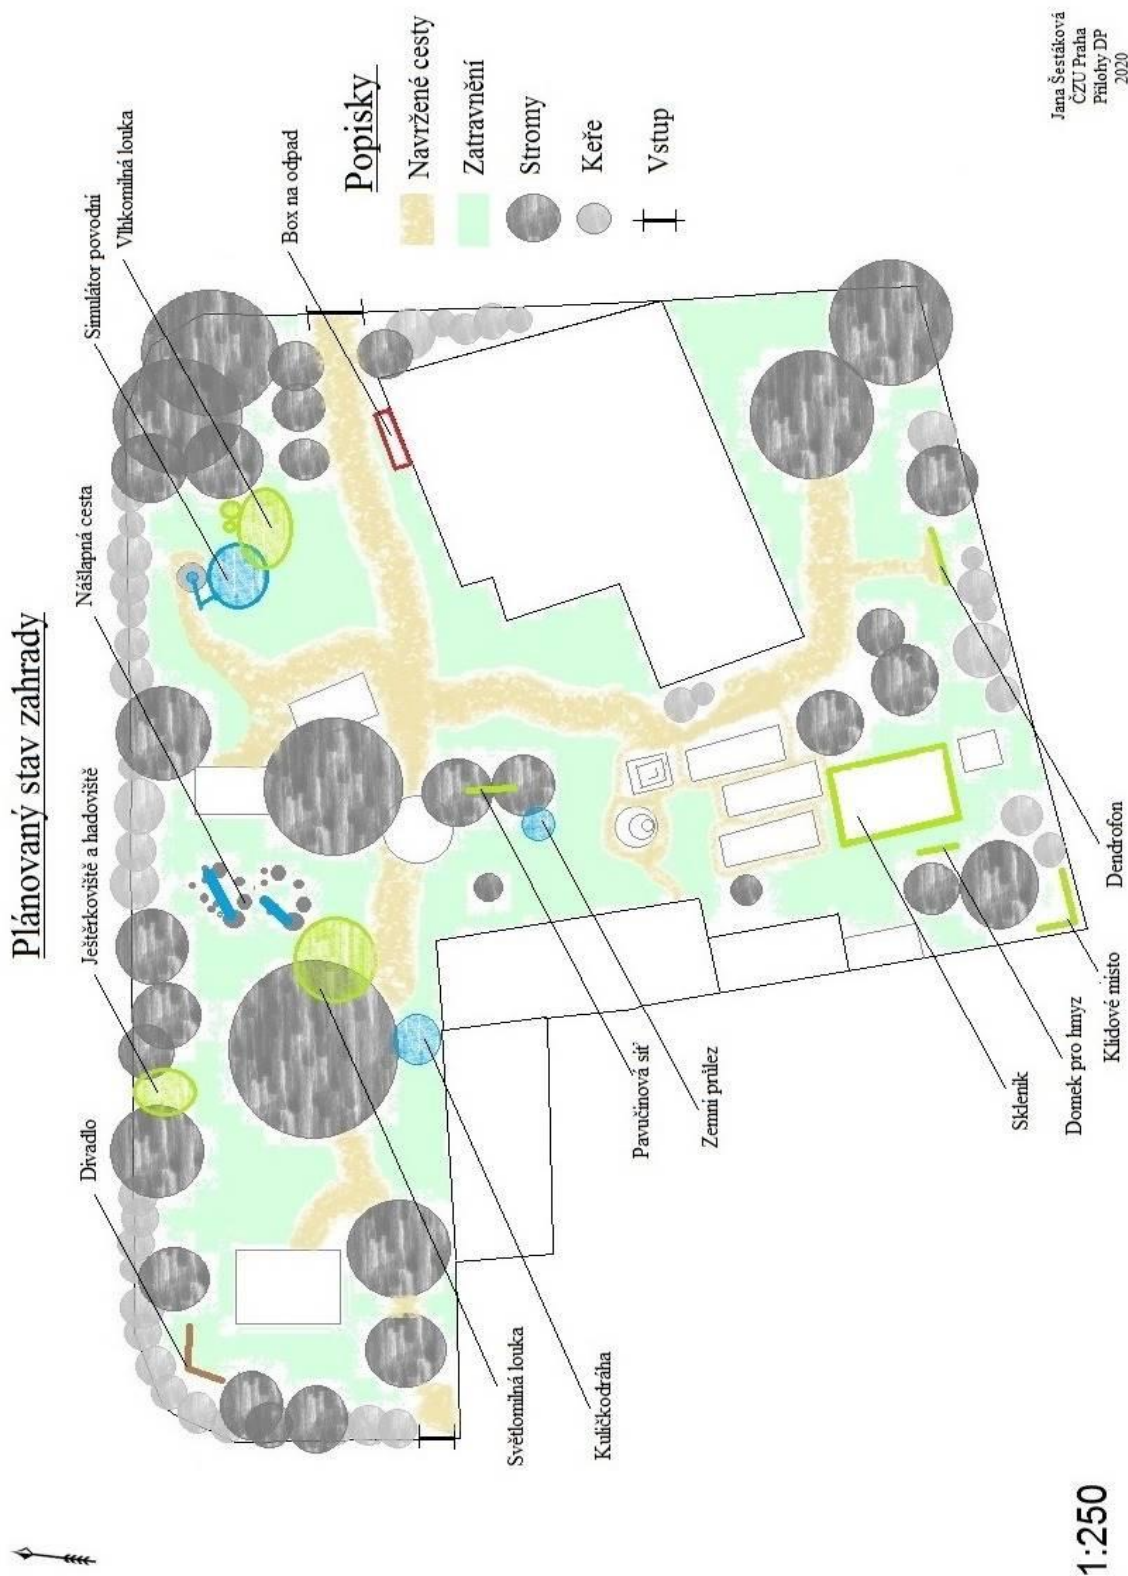 Plánovaný stav zahrady
Divadlo
Ještěrkoviště a hadoviště
Nášlapná cesta
Simulátor povodní
Vlhkomilná louka
Box na odpad
Popisky
Navržené cesty
Zatravnění
Stromy
Keře
Vstup
Světlomilná louka
Kuličkodráha
Pavučinová síť
Zemní průlez
Skleník
Domek pro hmyz
Klidové místo
Dendrofon
1:250
Jana Šestáková
ČZU Praha
Přílohy DP
2020